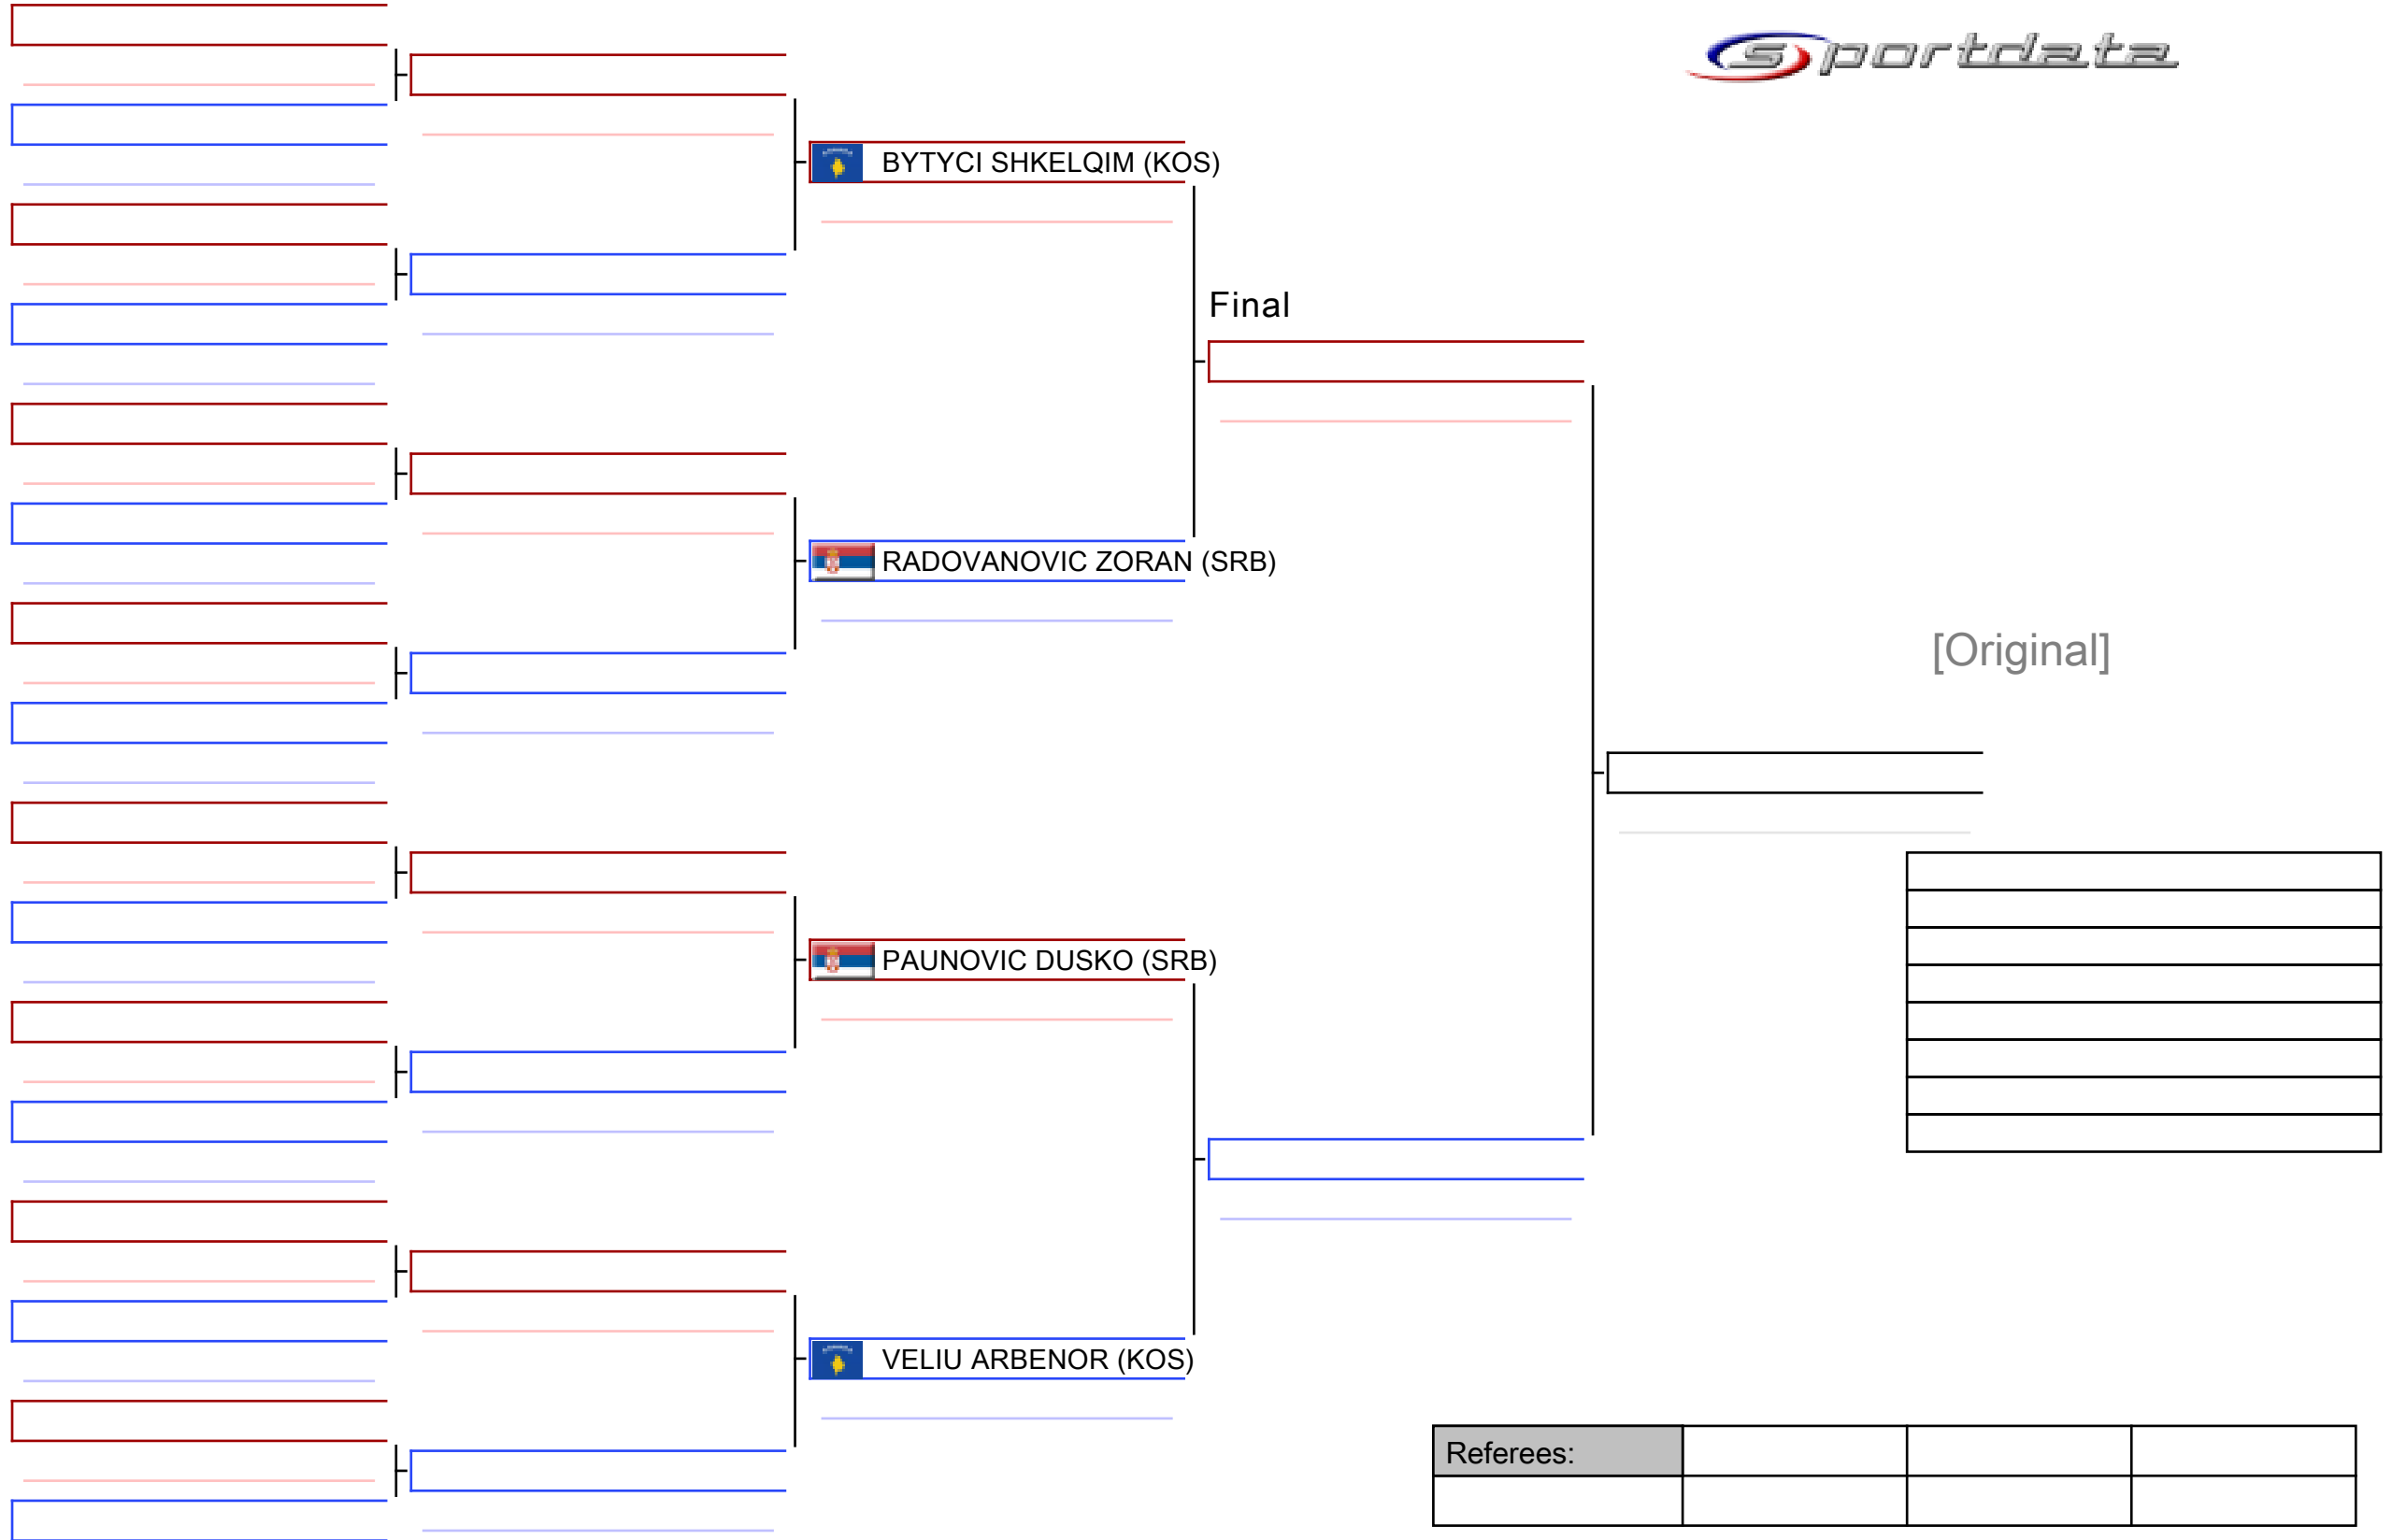 sportdata
BYTYCI SHKELQIM (KOS)
Final
RADOVANOVIC ZORAN (SRB)
[Original]
PAUNOVIC DUSKO (SRB)
VELIU ARBENOR (KOS)
Referees: